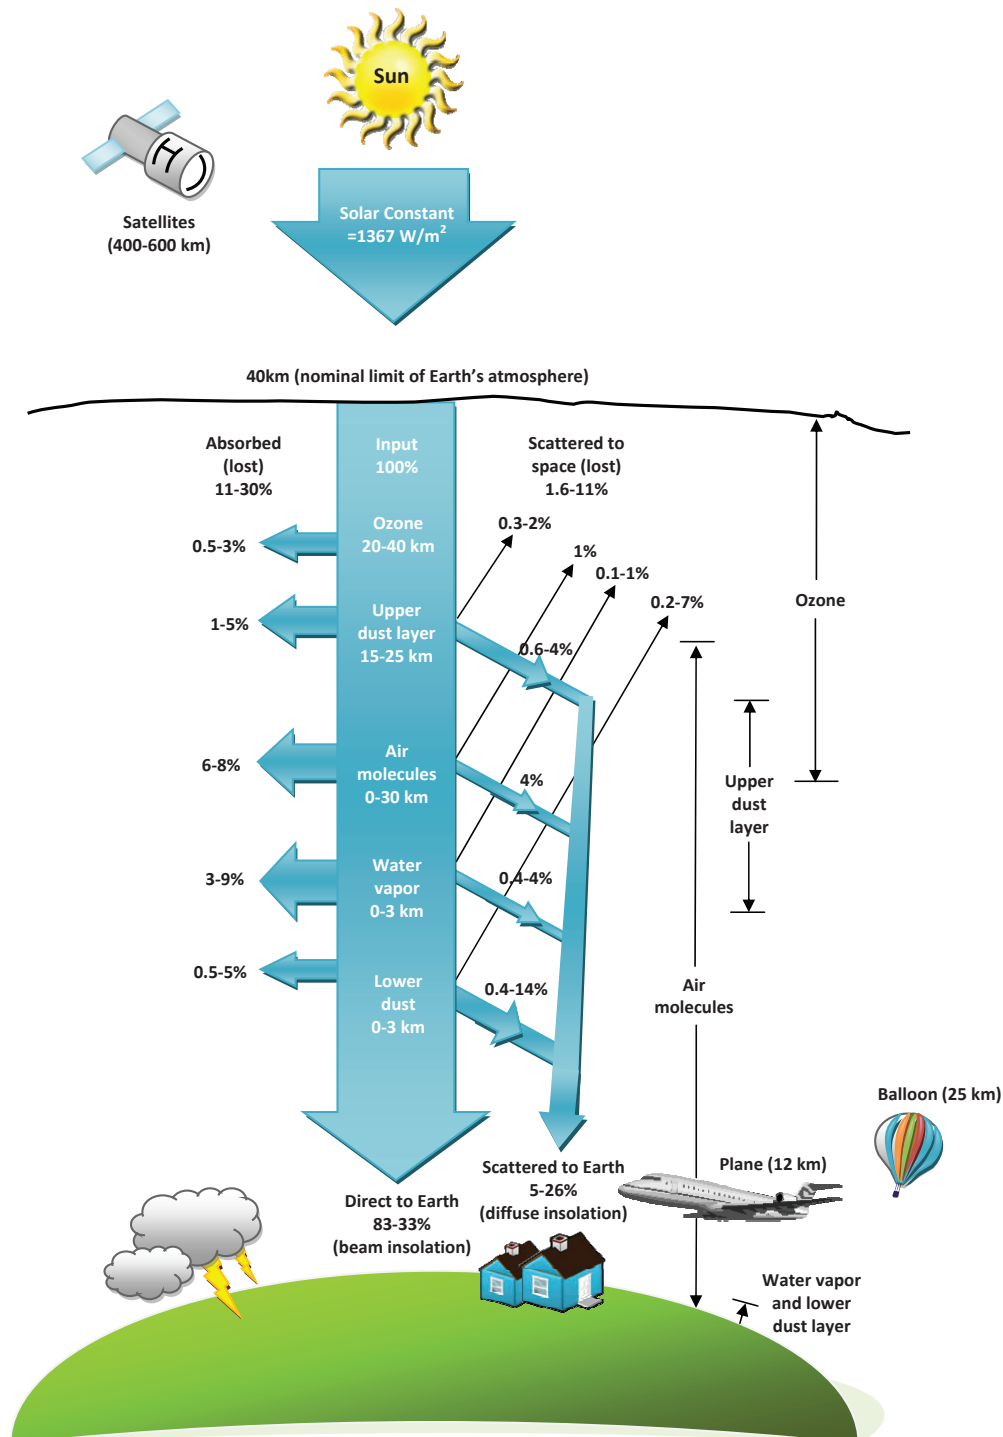 Sun
Satellites
(400-600 km)
Solar Constant
=1367 W/m²
40km (nominal limit of Earth's atmosphere)
Absorbed
(lost)
11-30%
Input
100%
Scattered to
space (lost)
1.6-11%
Ozone
20-40 km
0.5-3%
0.3-2%
1%
0.1-1%
0.2-7%
Ozone
Upper
dust layer
15-25 km
1-5%
0.6-4%
Air
molecules
0-30 km
6-8%
4%
Upper
dust
layer
Water
vapor
0-3 km
3-9%
0.4-4%
0.5-5%
Lower
dust
0-3 km
0.4-14%
Air
molecules
Balloon (25 km)
Plane (12 km)
Scattered to Earth
5-26%
(diffuse insolation)
Direct to Earth
83-33%
(beam insolation)
Water vapor
and lower
dust layer